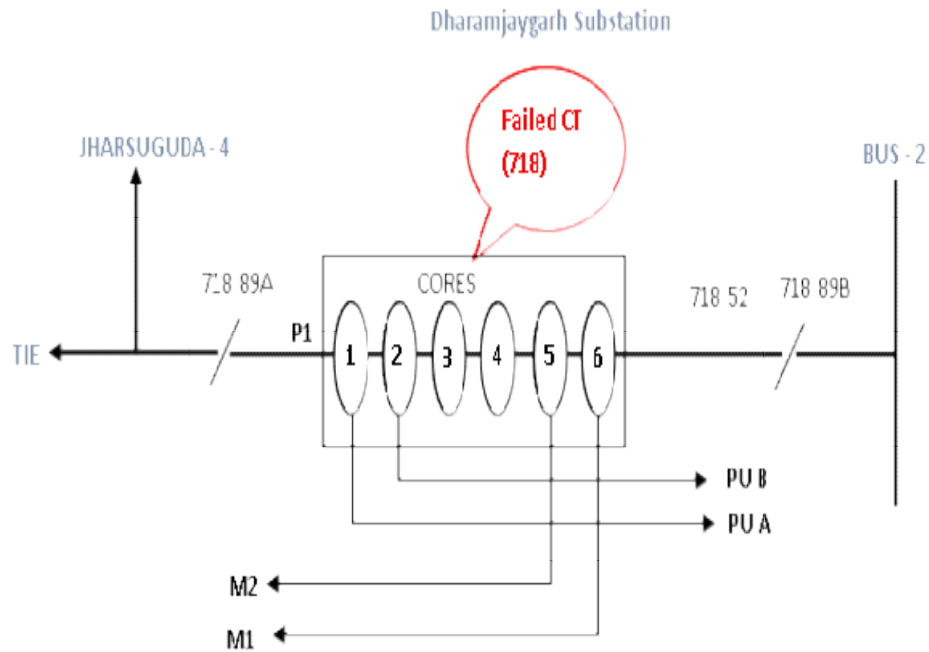 Dharamjaygarh Substation
Failed CT
(718)
JHARSUGUDA - 4
BUS - 2
718 89A
CORES
718 52
718 89B
P1
TIE
1 2 3 4 5 6
PU B
PU A
M2
M1